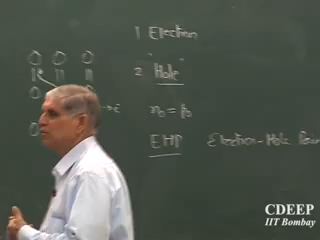 1 Electron
2 "Hole"
n₀ = p₀
EHP Electron-Hole Pair
CDEEP
IIT Bombay